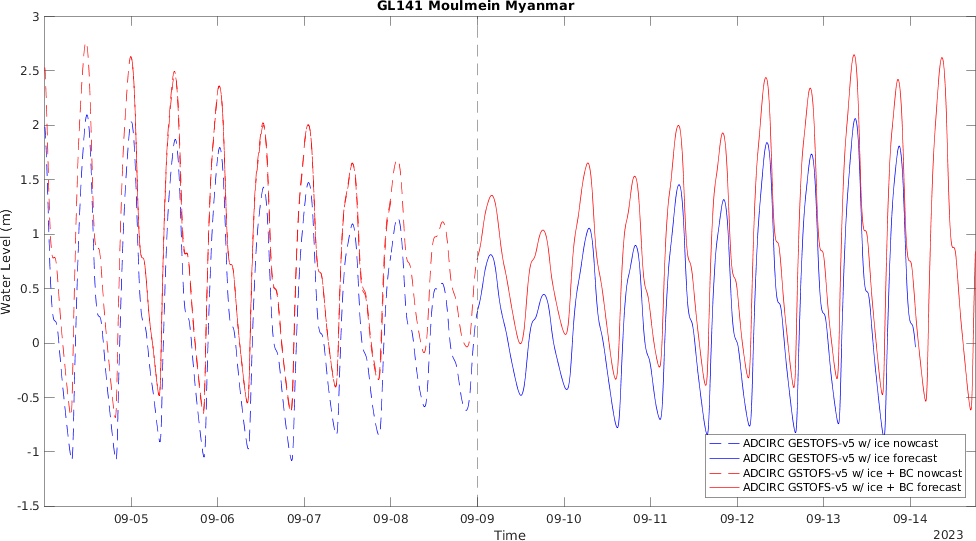 GL141 Moulmein Myanmar
3
2.5
2
1.5
1
0.5
0
-0.5
-1
-1.5
Water Level (m)
ADCIRC GESTOFS-v5 w/ ice nowcast
ADCIRC GESTOFS-v5 w/ ice forecast
ADCIRC GSTOFS-v5 w/ ice + BC nowcast
ADCIRC GSTOFS-v5 w/ ice + BC forecast
09-05 09-06 09-07 09-08 09-09 09-10 09-11 09-12 09-13 09-14
Time
2023